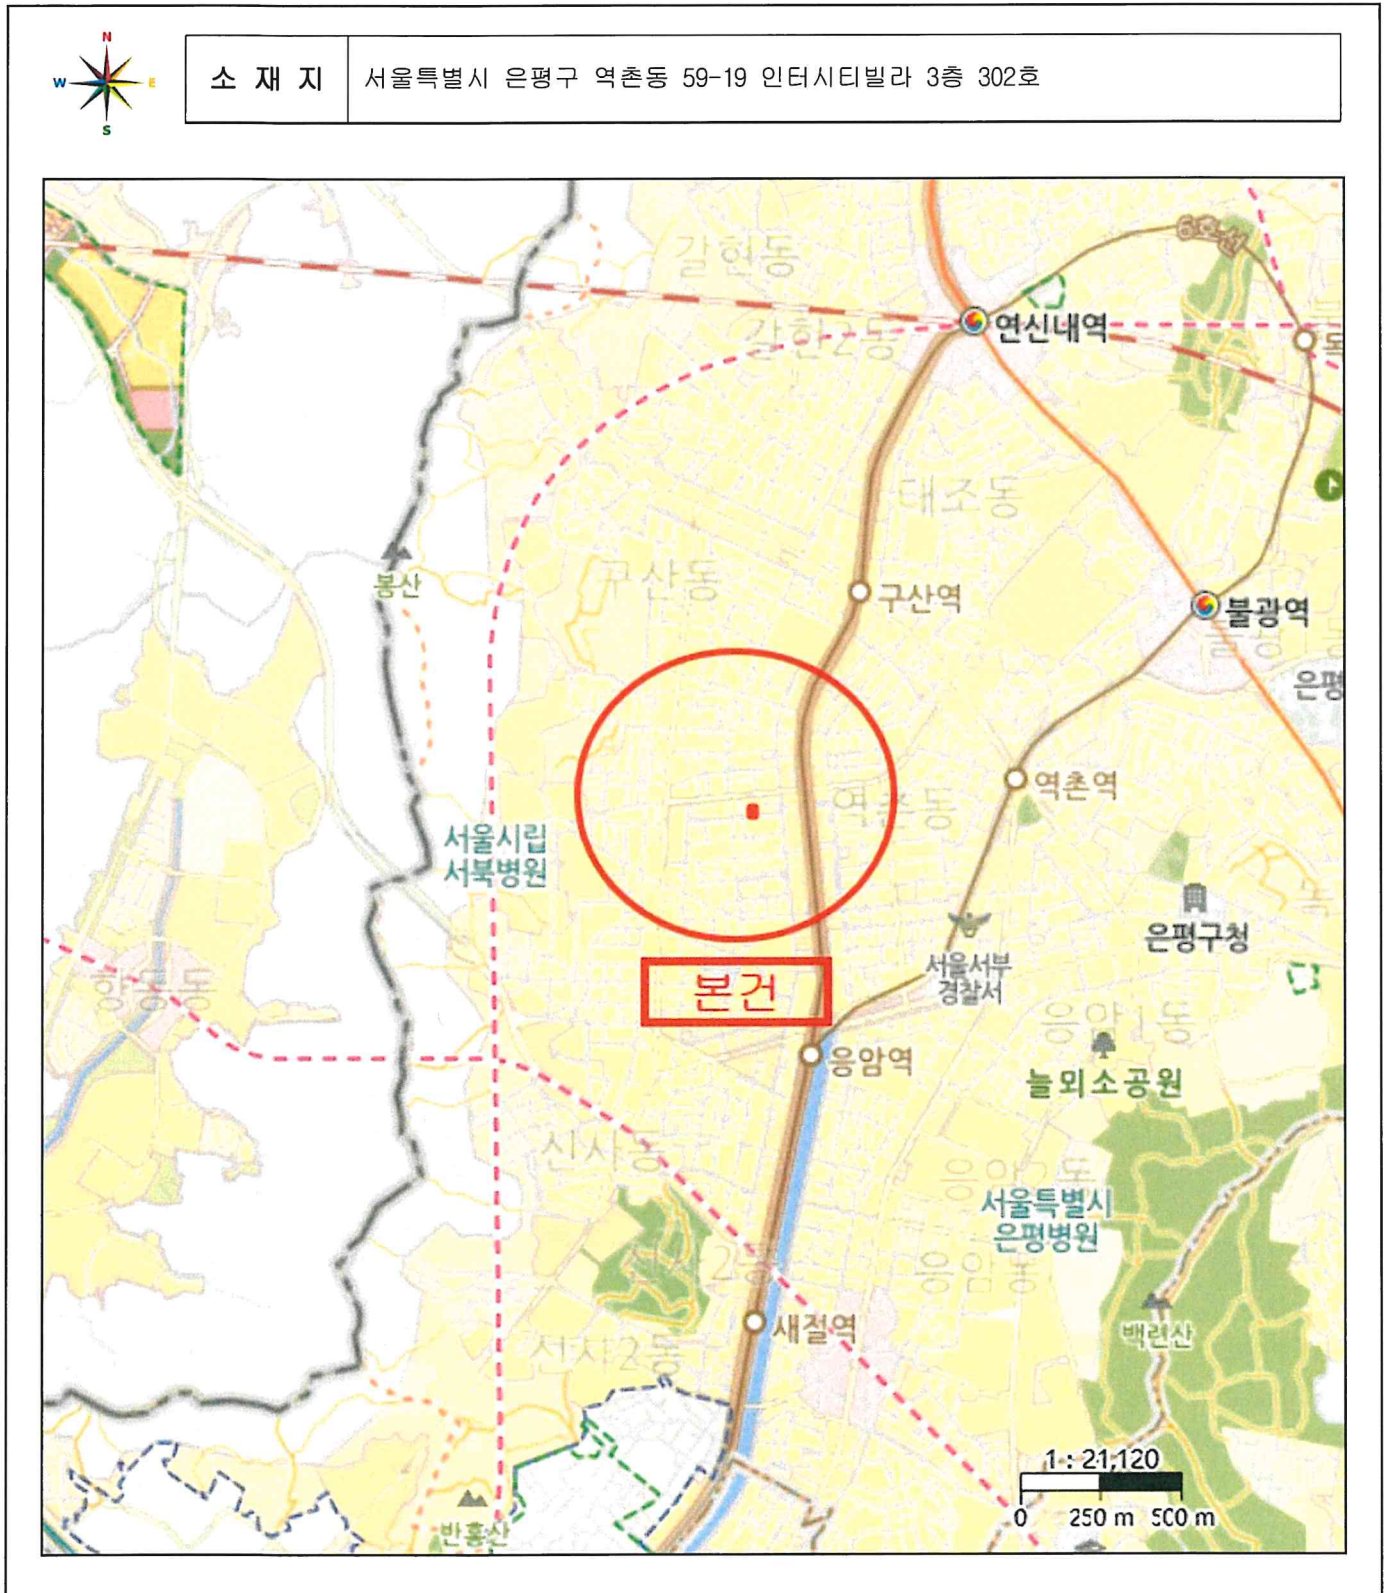 N
W E
S
소 재 지
서울특별시 은평구 역촌동 59-19 인터시티빌라 3층 302호
갈현동
6호선
연신내역
갈현2동
대조동
봉산
구산동
구산역
불광역
은평
역촌역
역촌동
서울시립
서북병원
은평구청
서울서부
경찰서
향동동
본건
응암1동
응암역
늘뫼소공원
신사동
응암2동
서울특별시
은평병원
신사2동
응암동
새절역
백련산
신사2동
1 : 21,120
0 250 m 500 m
반홍산